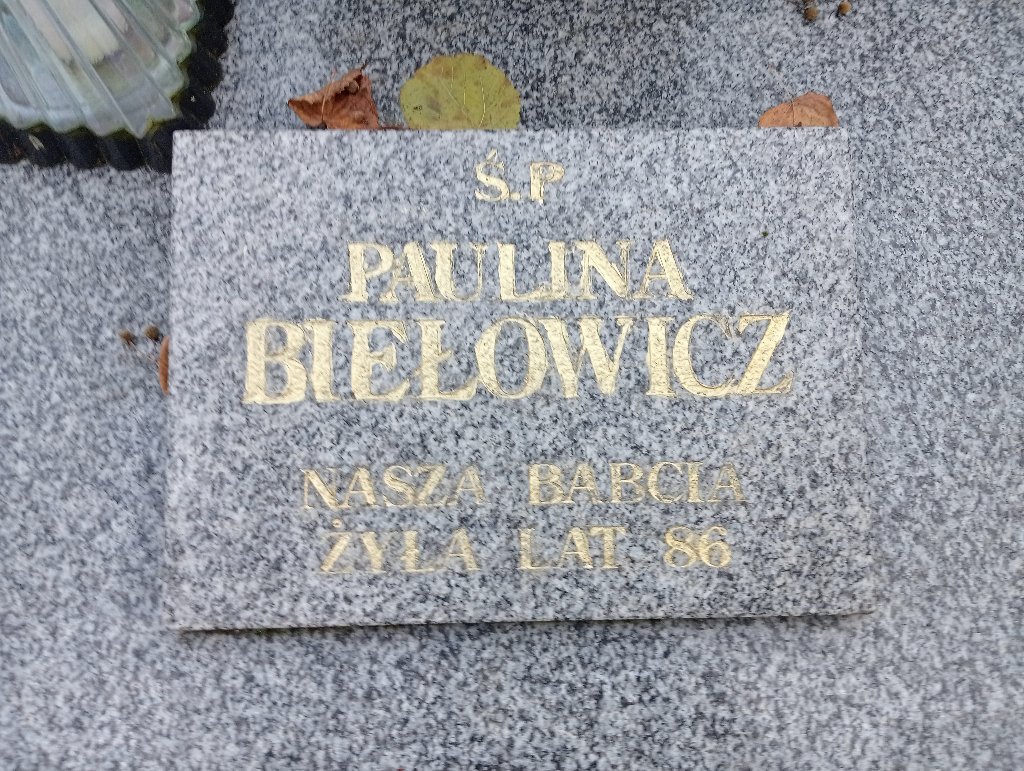 Ś.P
PAULINA
BIEŁOWICZ
NASZA BABCIA
ŻYŁA LAT 86